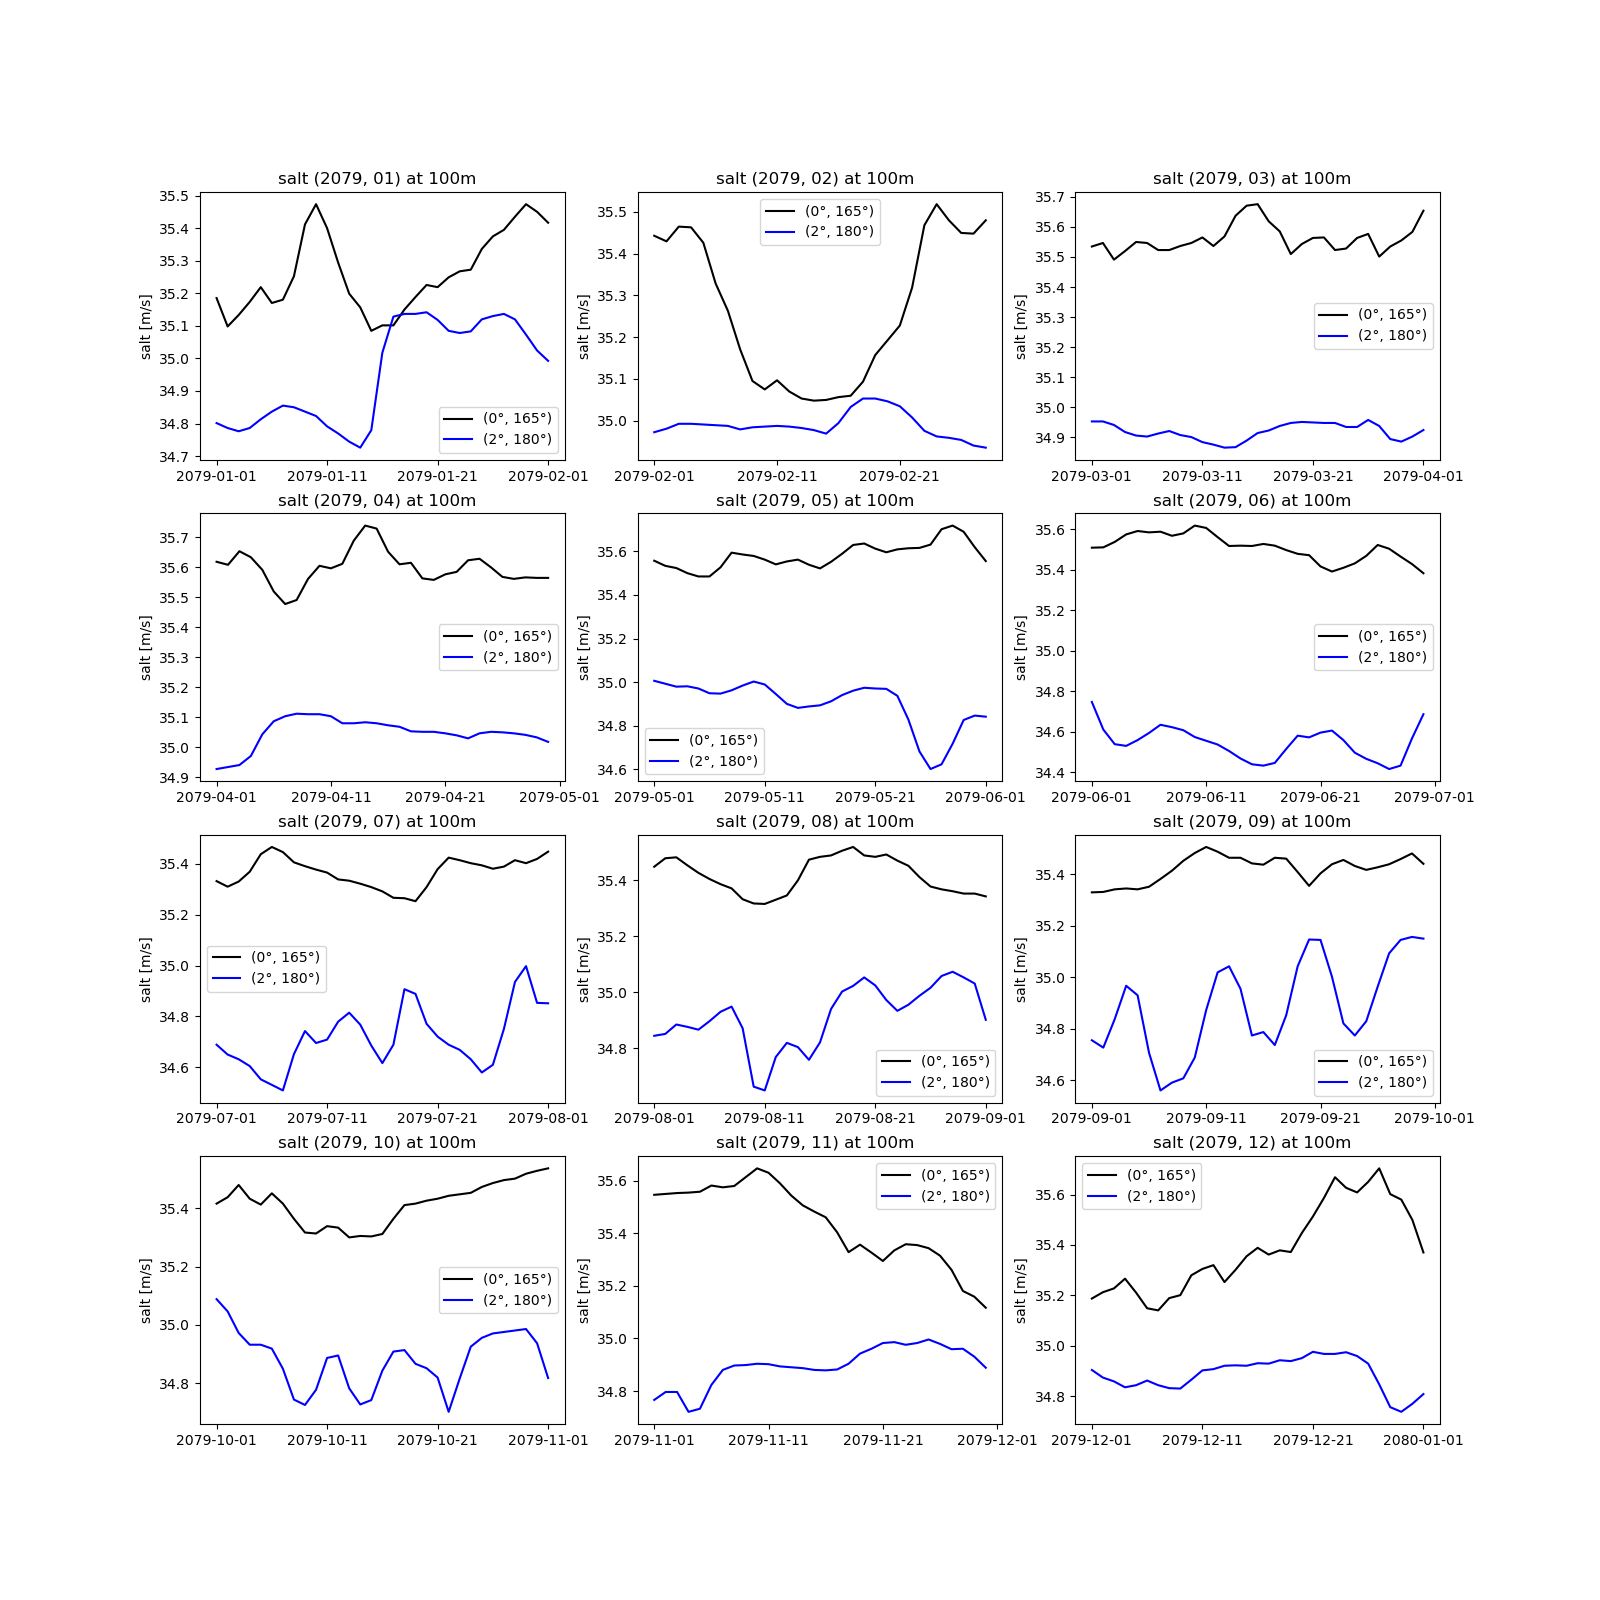 salt (2079, 01) at 100m
salt [m/s]
35.5
35.4
35.3
35.2
35.1
35.0
34.9
34.8
34.7
(0°, 165°)
(2°, 180°)
2079-01-01 2079-01-11 2079-01-21 2079-02-01
salt (2079, 02) at 100m
salt [m/s]
35.5
35.4
35.3
35.2
35.1
35.0
(0°, 165°)
(2°, 180°)
2079-02-01 2079-02-11 2079-02-21
salt (2079, 03) at 100m
salt [m/s]
35.7
35.6
35.5
35.4
35.3
35.2
35.1
35.0
34.9
(0°, 165°)
(2°, 180°)
2079-03-01 2079-03-11 2079-03-21 2079-04-01
salt (2079, 04) at 100m
salt [m/s]
35.7
35.6
35.5
35.4
35.3
35.2
35.1
35.0
34.9
(0°, 165°)
(2°, 180°)
2079-04-01 2079-04-11 2079-04-21 2079-05-01
salt (2079, 05) at 100m
salt [m/s]
35.6
35.4
35.2
35.0
34.8
34.6
(0°, 165°)
(2°, 180°)
2079-05-01 2079-05-11 2079-05-21 2079-06-01
salt (2079, 06) at 100m
salt [m/s]
35.6
35.4
35.2
35.0
34.8
34.6
34.4
(0°, 165°)
(2°, 180°)
2079-06-01 2079-06-11 2079-06-21 2079-07-01
salt (2079, 07) at 100m
salt [m/s]
35.4
35.2
35.0
34.8
34.6
(0°, 165°)
(2°, 180°)
2079-07-01 2079-07-11 2079-07-21 2079-08-01
salt (2079, 08) at 100m
salt [m/s]
35.4
35.2
35.0
34.8
(0°, 165°)
(2°, 180°)
2079-08-01 2079-08-11 2079-08-21 2079-09-01
salt (2079, 09) at 100m
salt [m/s]
35.4
35.2
35.0
34.8
34.6
(0°, 165°)
(2°, 180°)
2079-09-01 2079-09-11 2079-09-21 2079-10-01
salt (2079, 10) at 100m
salt [m/s]
35.4
35.2
35.0
34.8
(0°, 165°)
(2°, 180°)
2079-10-01 2079-10-11 2079-10-21 2079-11-01
salt (2079, 11) at 100m
salt [m/s]
35.6
35.4
35.2
35.0
34.8
(0°, 165°)
(2°, 180°)
2079-11-01 2079-11-11 2079-11-21 2079-12-01
salt (2079, 12) at 100m
salt [m/s]
35.6
35.4
35.2
35.0
34.8
(0°, 165°)
(2°, 180°)
2079-12-01 2079-12-11 2079-12-21 2080-01-01